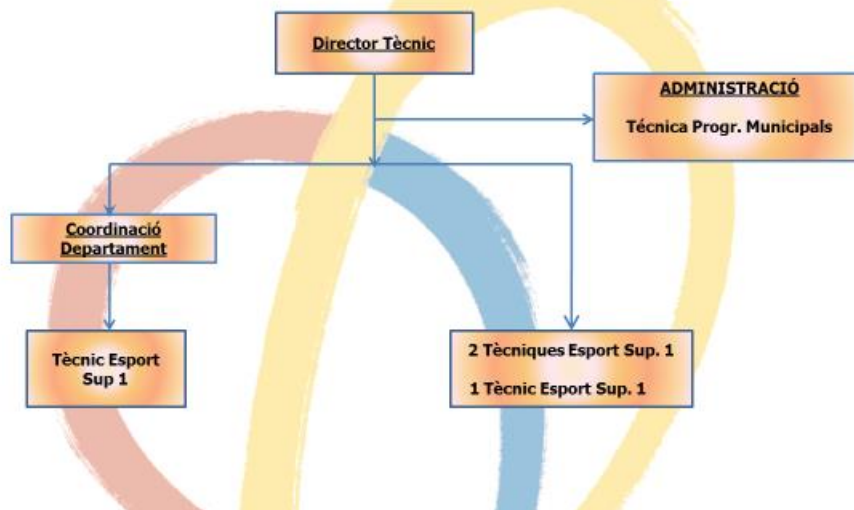 Director Tècnic
ADMINISTRACIÓ
Técnica Progr. Municipals
Coordinació
Departament
Tècnic Esport
Sup 1
2 Tècniques Esport Sup. 1
1 Tècnic Esport Sup. 1